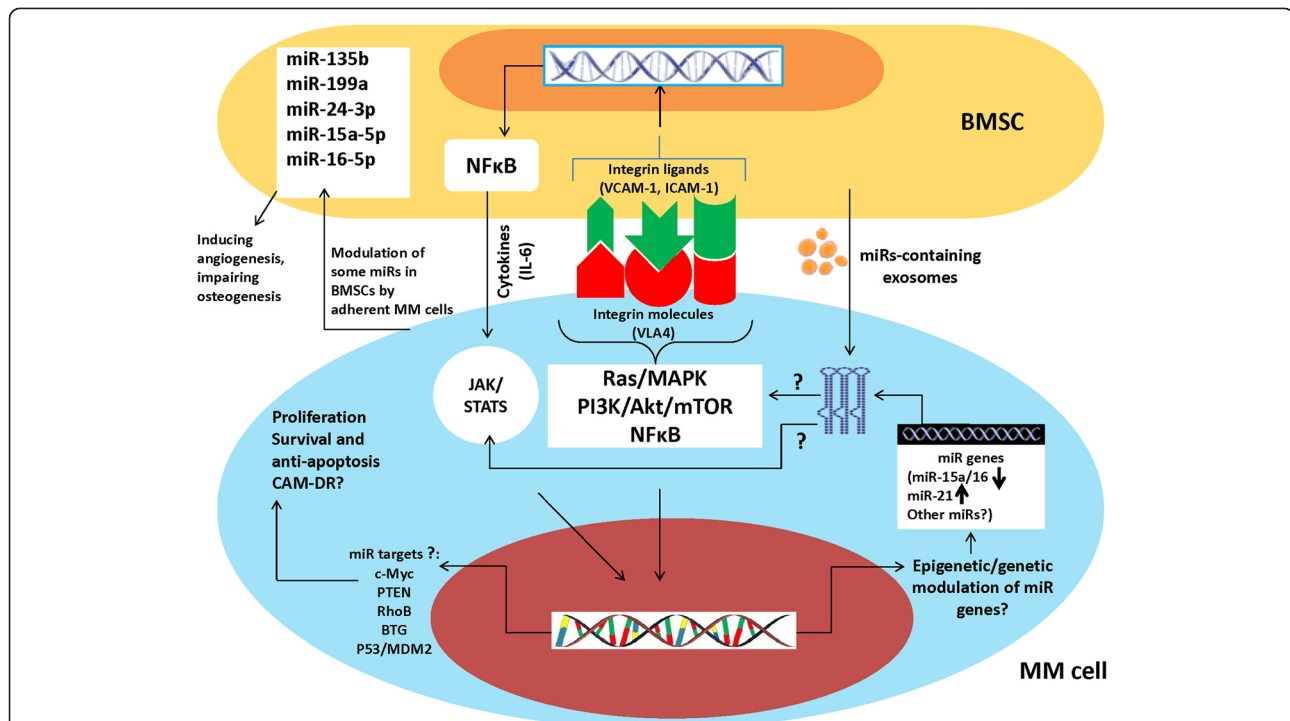 miR-135b
miR-199a
miR-24-3p
miR-15a-5p
miR-16-5p
BMSC
NFκB
Integrin ligands
(VCAM-1, ICAM-1)
Inducing
angiogenesis,
impairing
osteogenesis
Modulation of
some miRs in
BMSCs by
adherent MM cells
Cytokines
(IL-6)
miRs-containing
exosomes
Integrin molecules
(VLA4)
JAK/
STATS
Ras/MAPK
PI3K/Akt/mTOR
NFκB
?
?
Proliferation
Survival and
anti-apoptosis
CAM-DR?
miR genes
(miR-15a/16
miR-21
Other miRs?)
miR targets ?:
c-Myc
PTEN
RhoB
BTG
P53/MDM2
Epigenetic/genetic
modulation of miR
genes?
MM cell